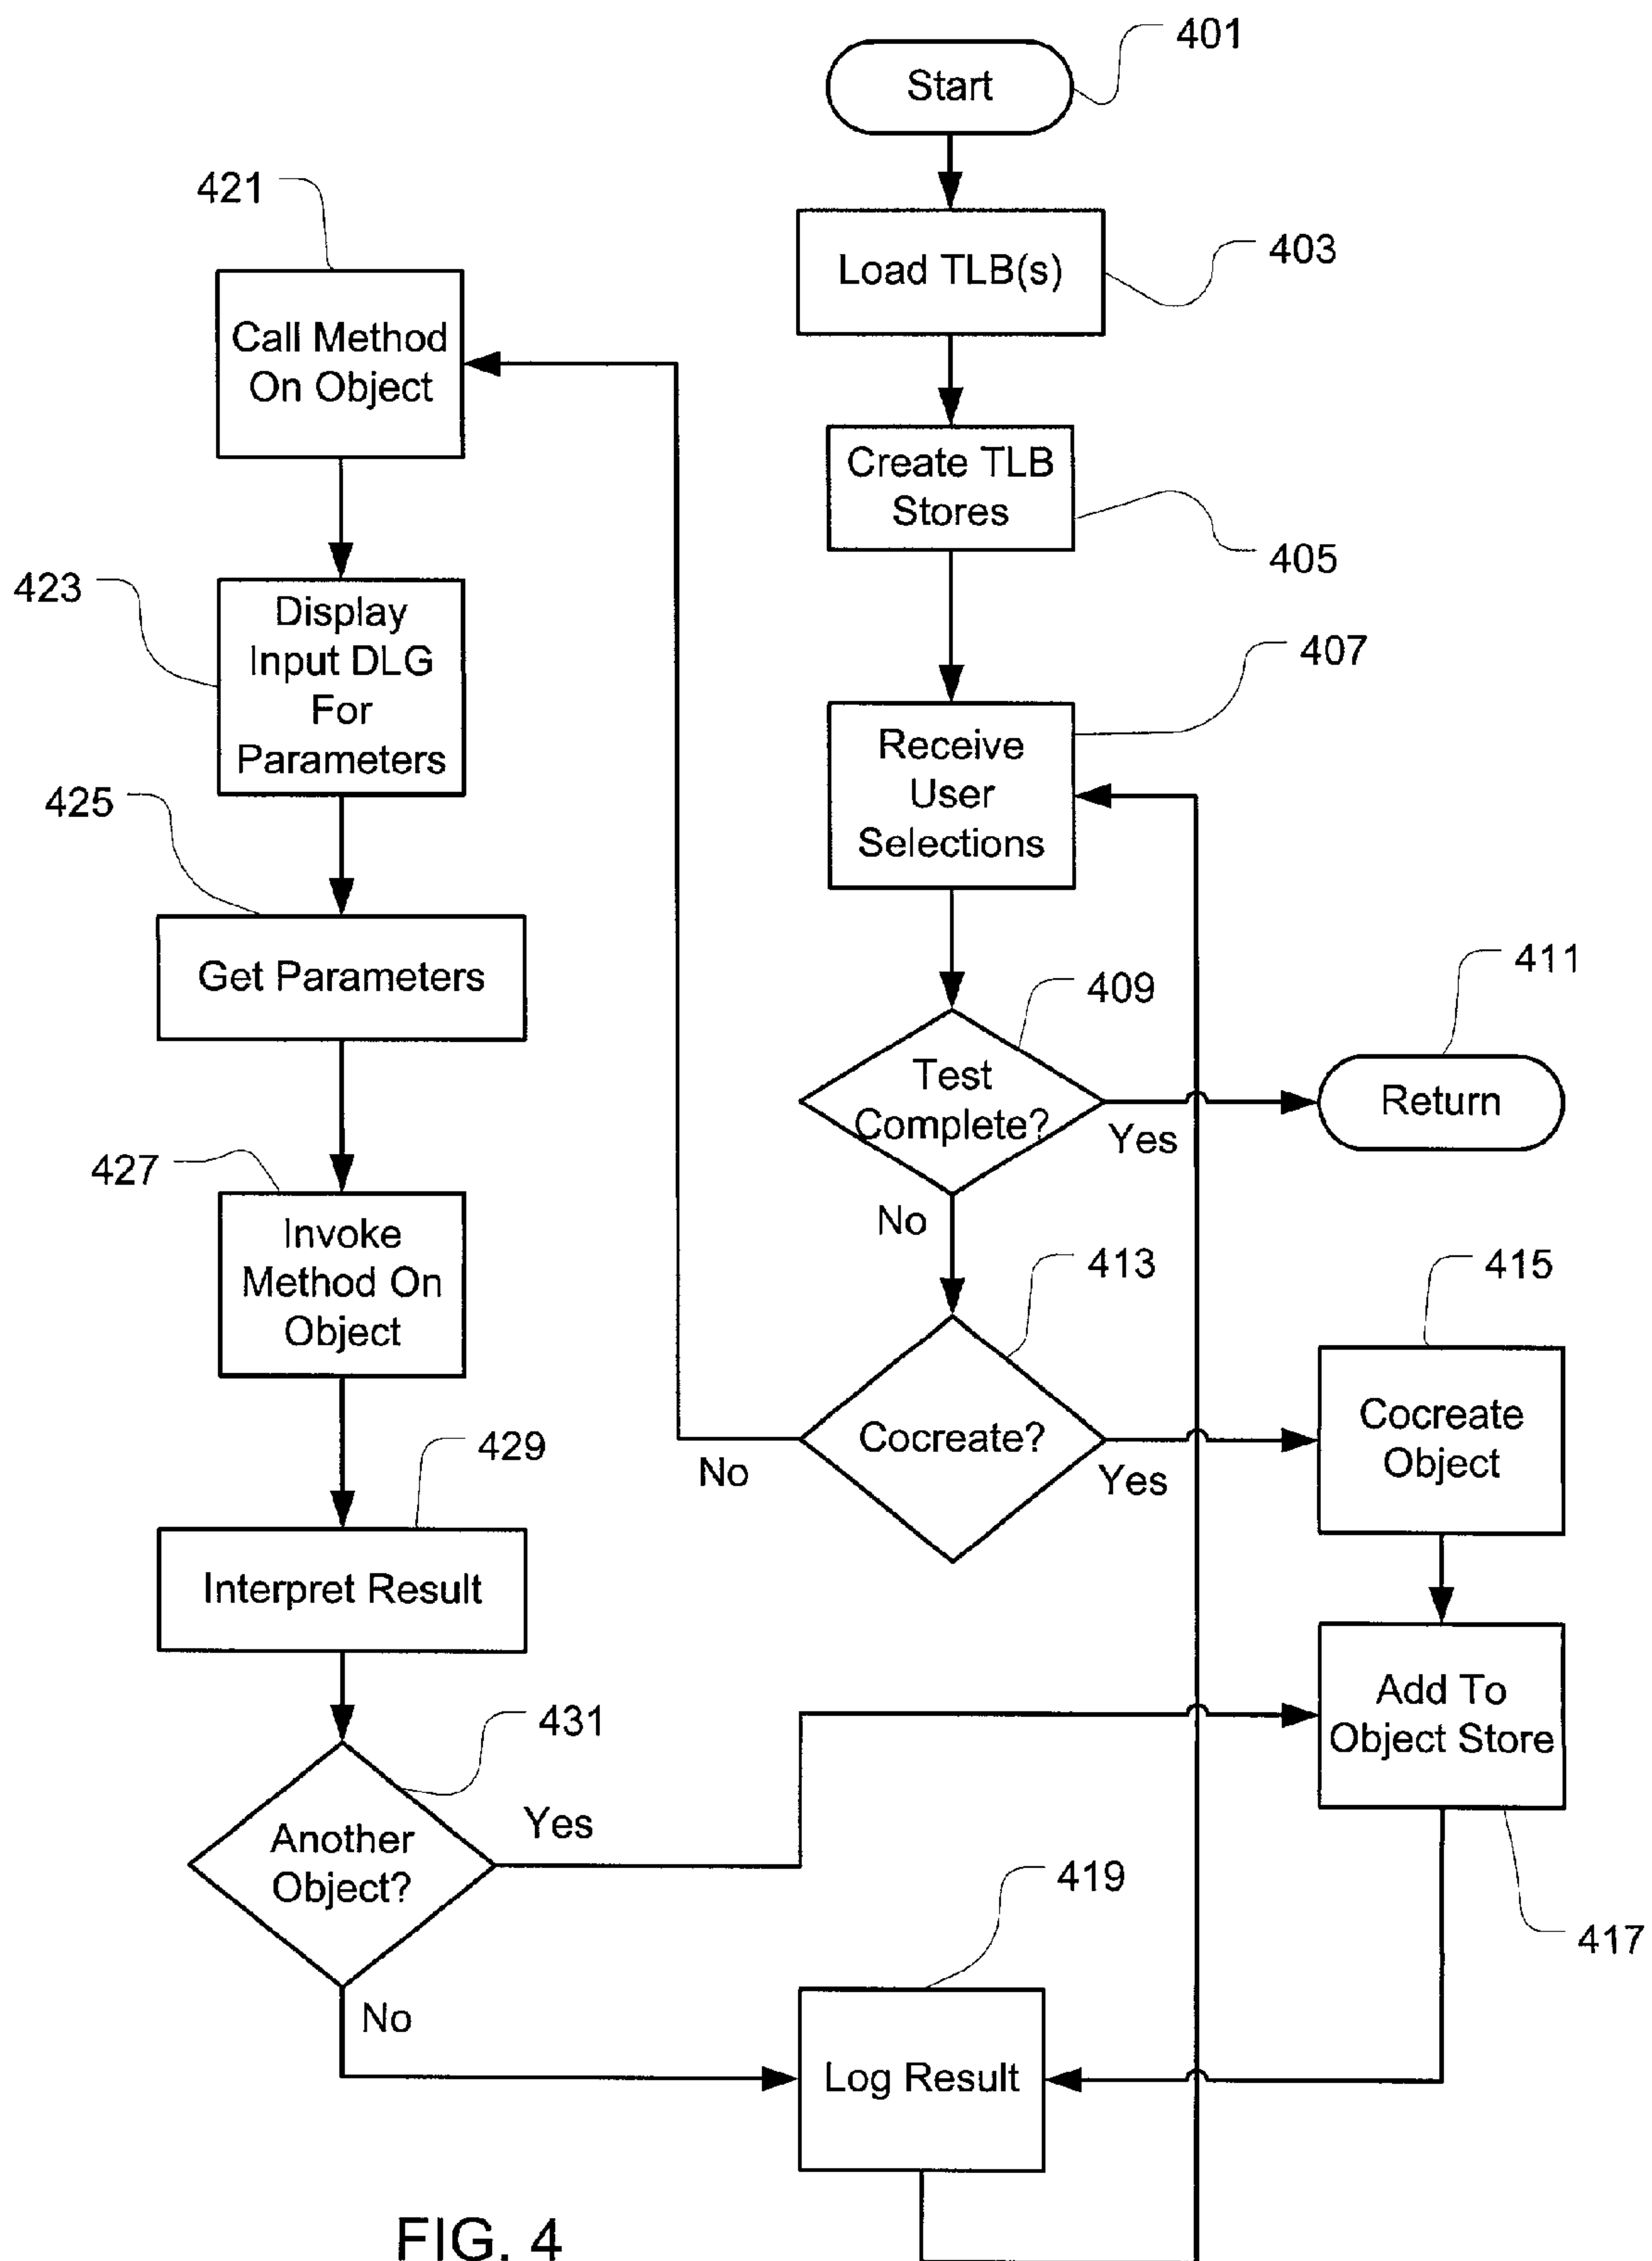 401
Start
421
403
Load TLB(s)
Call Method
On Object
Create TLB
Stores
405
423
Display
Input DLG
For
Parameters
407
Receive
User
Selections
425
Get Parameters
409
411
Test
Complete?
Yes
Return
427
No
Invoke
Method On
Object
413
415
Cocreate?
No
Yes
Cocreate
Object
429
Interpret Result
431
Add To
Object Store
Another
Object?
Yes
419
417
No
Log Result
FIG. 4